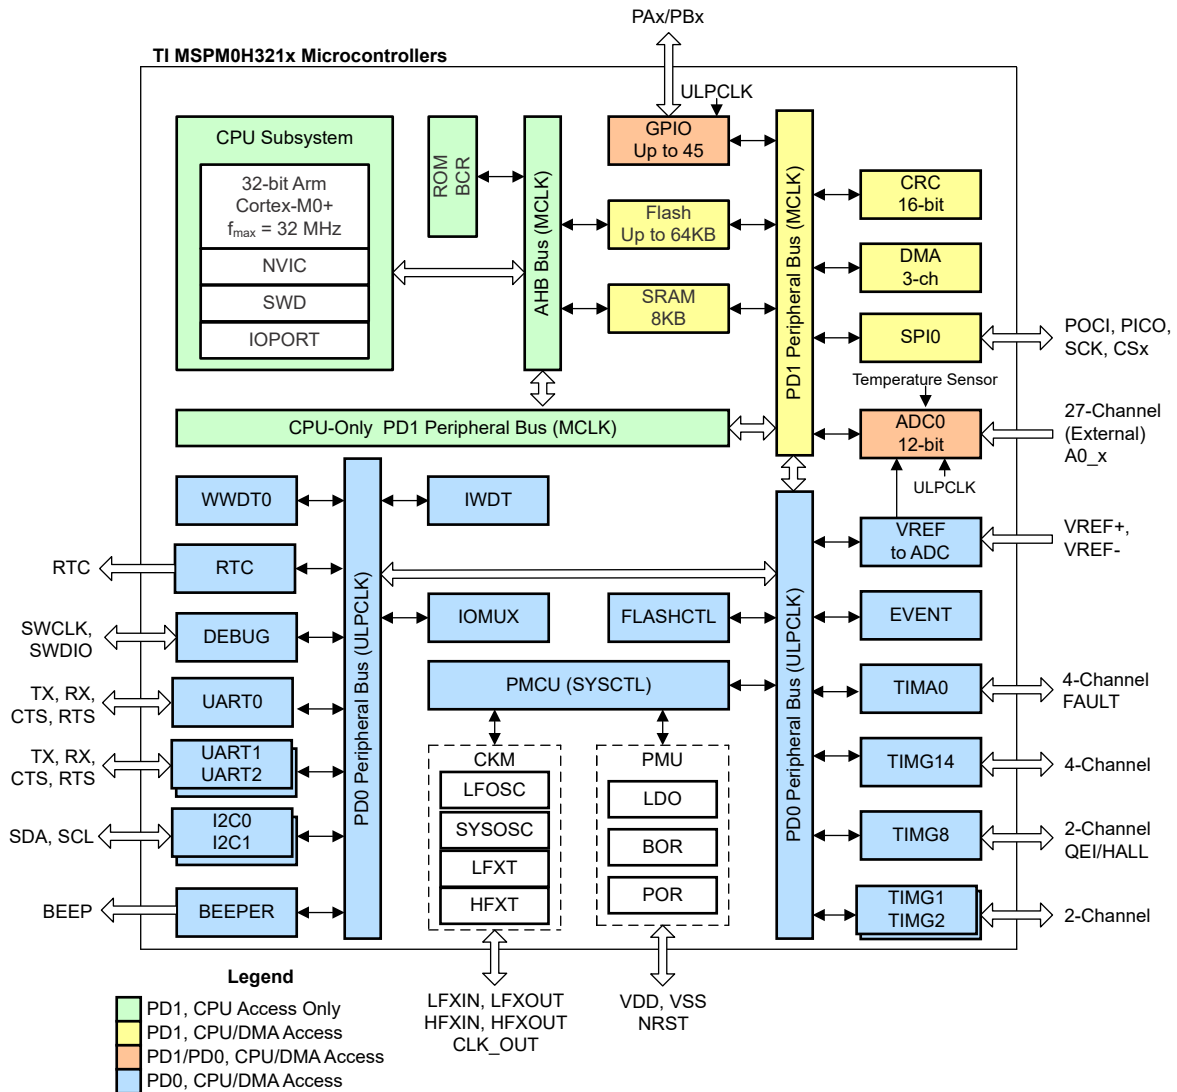 PAx/PBx
TI MSPM0H321x Microcontrollers
ULPCLK
CPU Subsystem
32-bit Arm
Cortex-M0+
fmax = 32 MHz
NVIC
SWD
IOPORT
ROM
BCR
AHB Bus (MCLK)
GPIO
Up to 45
Flash
Up to 64KB
SRAM
8KB
PD1 Peripheral Bus (MCLK)
CRC
16-bit
DMA
3-ch
SPI0
POCI, PICO,
SCK, CSx
Temperature Sensor
CPU-Only PD1 Peripheral Bus (MCLK)
ADC0
12-bit
27-Channel
(External)
A0_x
ULPCLK
WWDT0
PD0 Peripheral Bus (ULPCLK)
IWDT
PD0 Peripheral Bus (ULPCLK)
VREF
to ADC
VREF+,
VREF-
RTC
RTC
SWCLK,
SWDIO
DEBUG
IOMUX
FLASHCTL
EVENT
TX, RX,
CTS, RTS
UART0
PMCU (SYSCTL)
TIMA0
4-Channel
FAULT
TX, RX,
CTS, RTS
UART1
UART2
CKM
LFOSC
SYSOSC
LFXT
HFXT
PMU
LDO
BOR
POR
TIMG14
4-Channel
SDA, SCL
I2C0
I2C1
TIMG8
2-Channel
QEI/HALL
BEEP
BEEPER
TIMG1
TIMG2
2-Channel
LFXIN, LFXOUT
HFXIN, HFXOUT
CLK_OUT
VDD, VSS
NRST
Legend
PD1, CPU Access Only
PD1, CPU/DMA Access
PD1/PD0, CPU/DMA Access
PD0, CPU/DMA Access